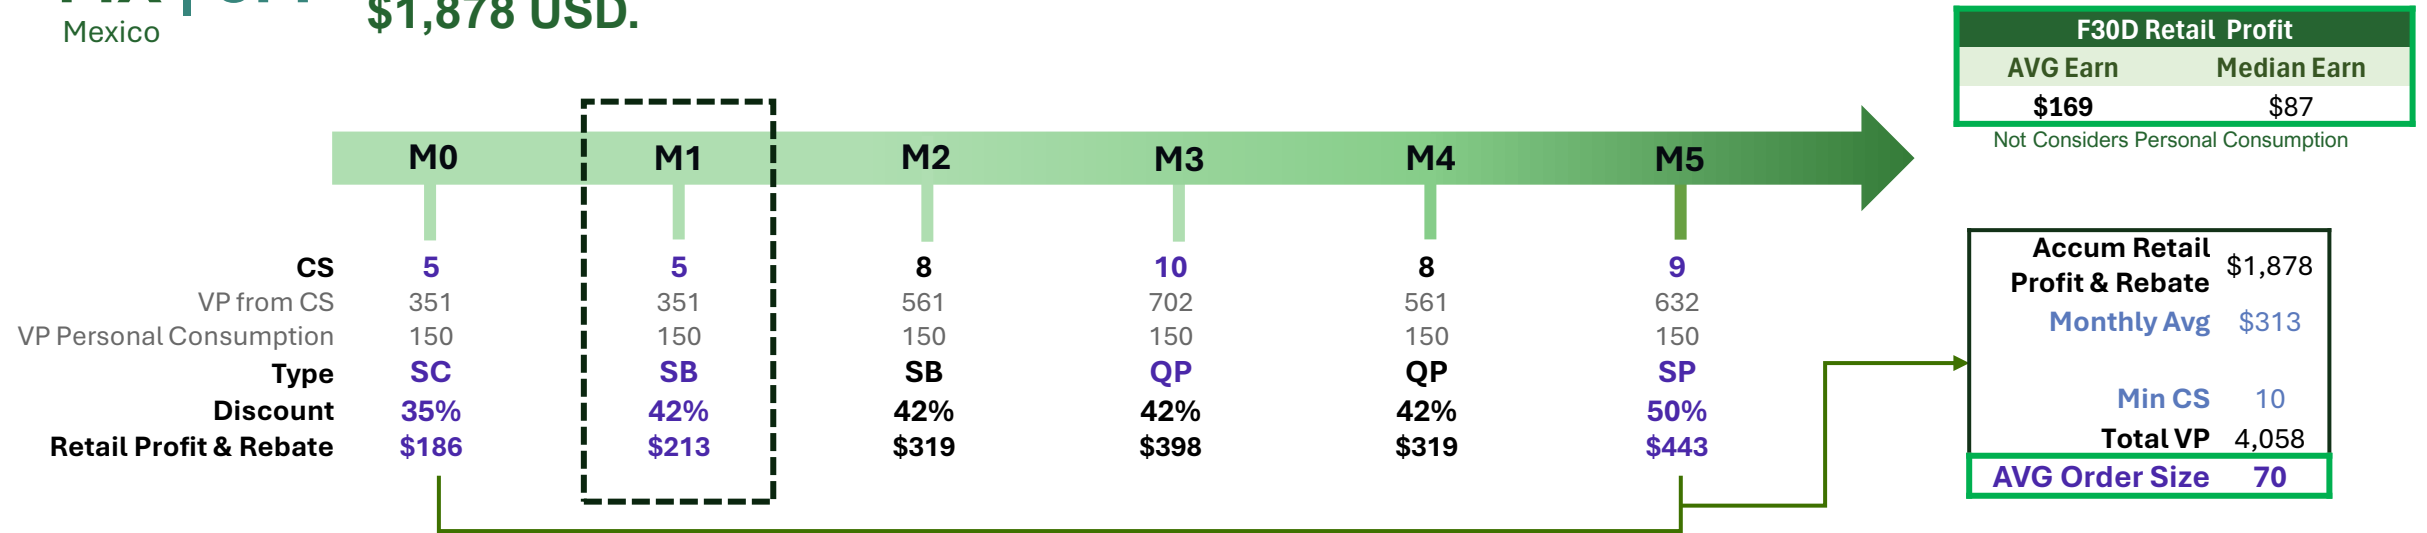 $1,878 USD.
Mexico
F30D Retail Profit
AVG Earn Median Earn
$169 $87
Not Considers Personal Consumption
M0 M1 M2 M3 M4 M5
CS 5 5 8 10 8 9
VP from CS 351 351 561 702 561 632
VP Personal Consumption 150 150 150 150 150 150
Type SC SB SB QP QP SP
Discount 35% 42% 42% 42% 42% 50%
Retail Profit & Rebate $186 $213 $319 $398 $319 $443
Accum Retail
Profit & Rebate $1,878
Monthly Avg $313
Min CS 10
Total VP 4,058
AVG Order Size 70